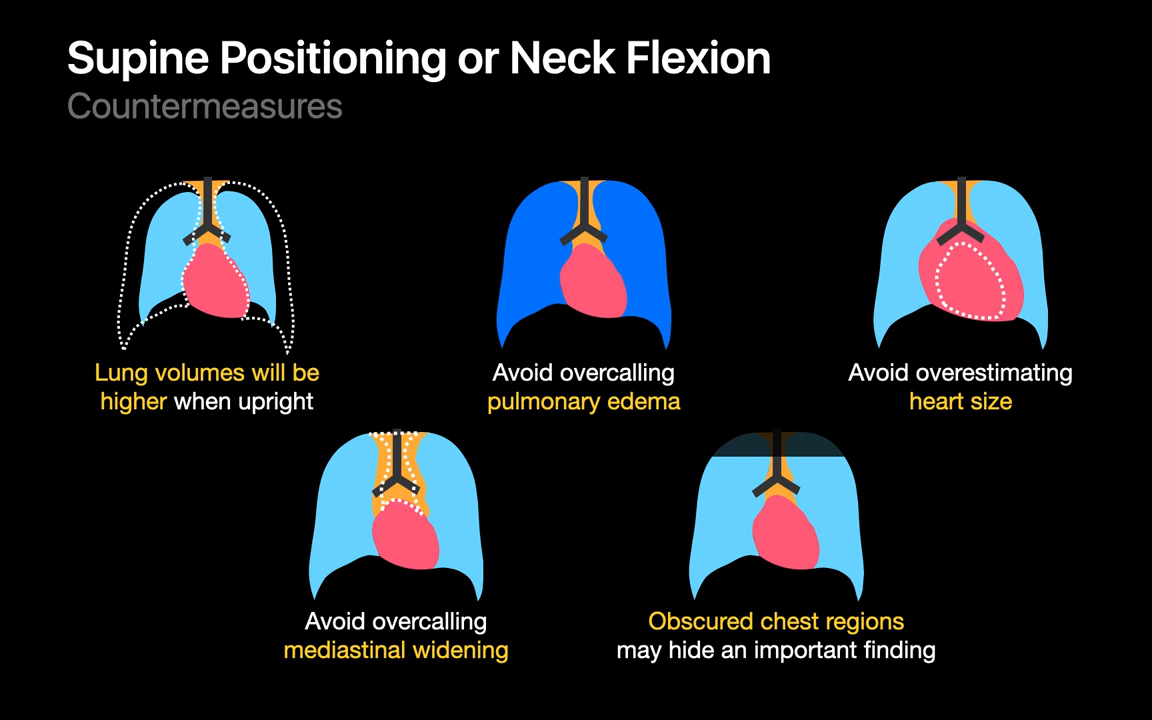 Supine Positioning or Neck Flexion
Countermeasures
Lung volumes will be
higher when upright
Avoid overcalling
pulmonary edema
Avoid overestimating
heart size
Avoid overcalling
mediastinal widening
Obscured chest regions
may hide an important finding